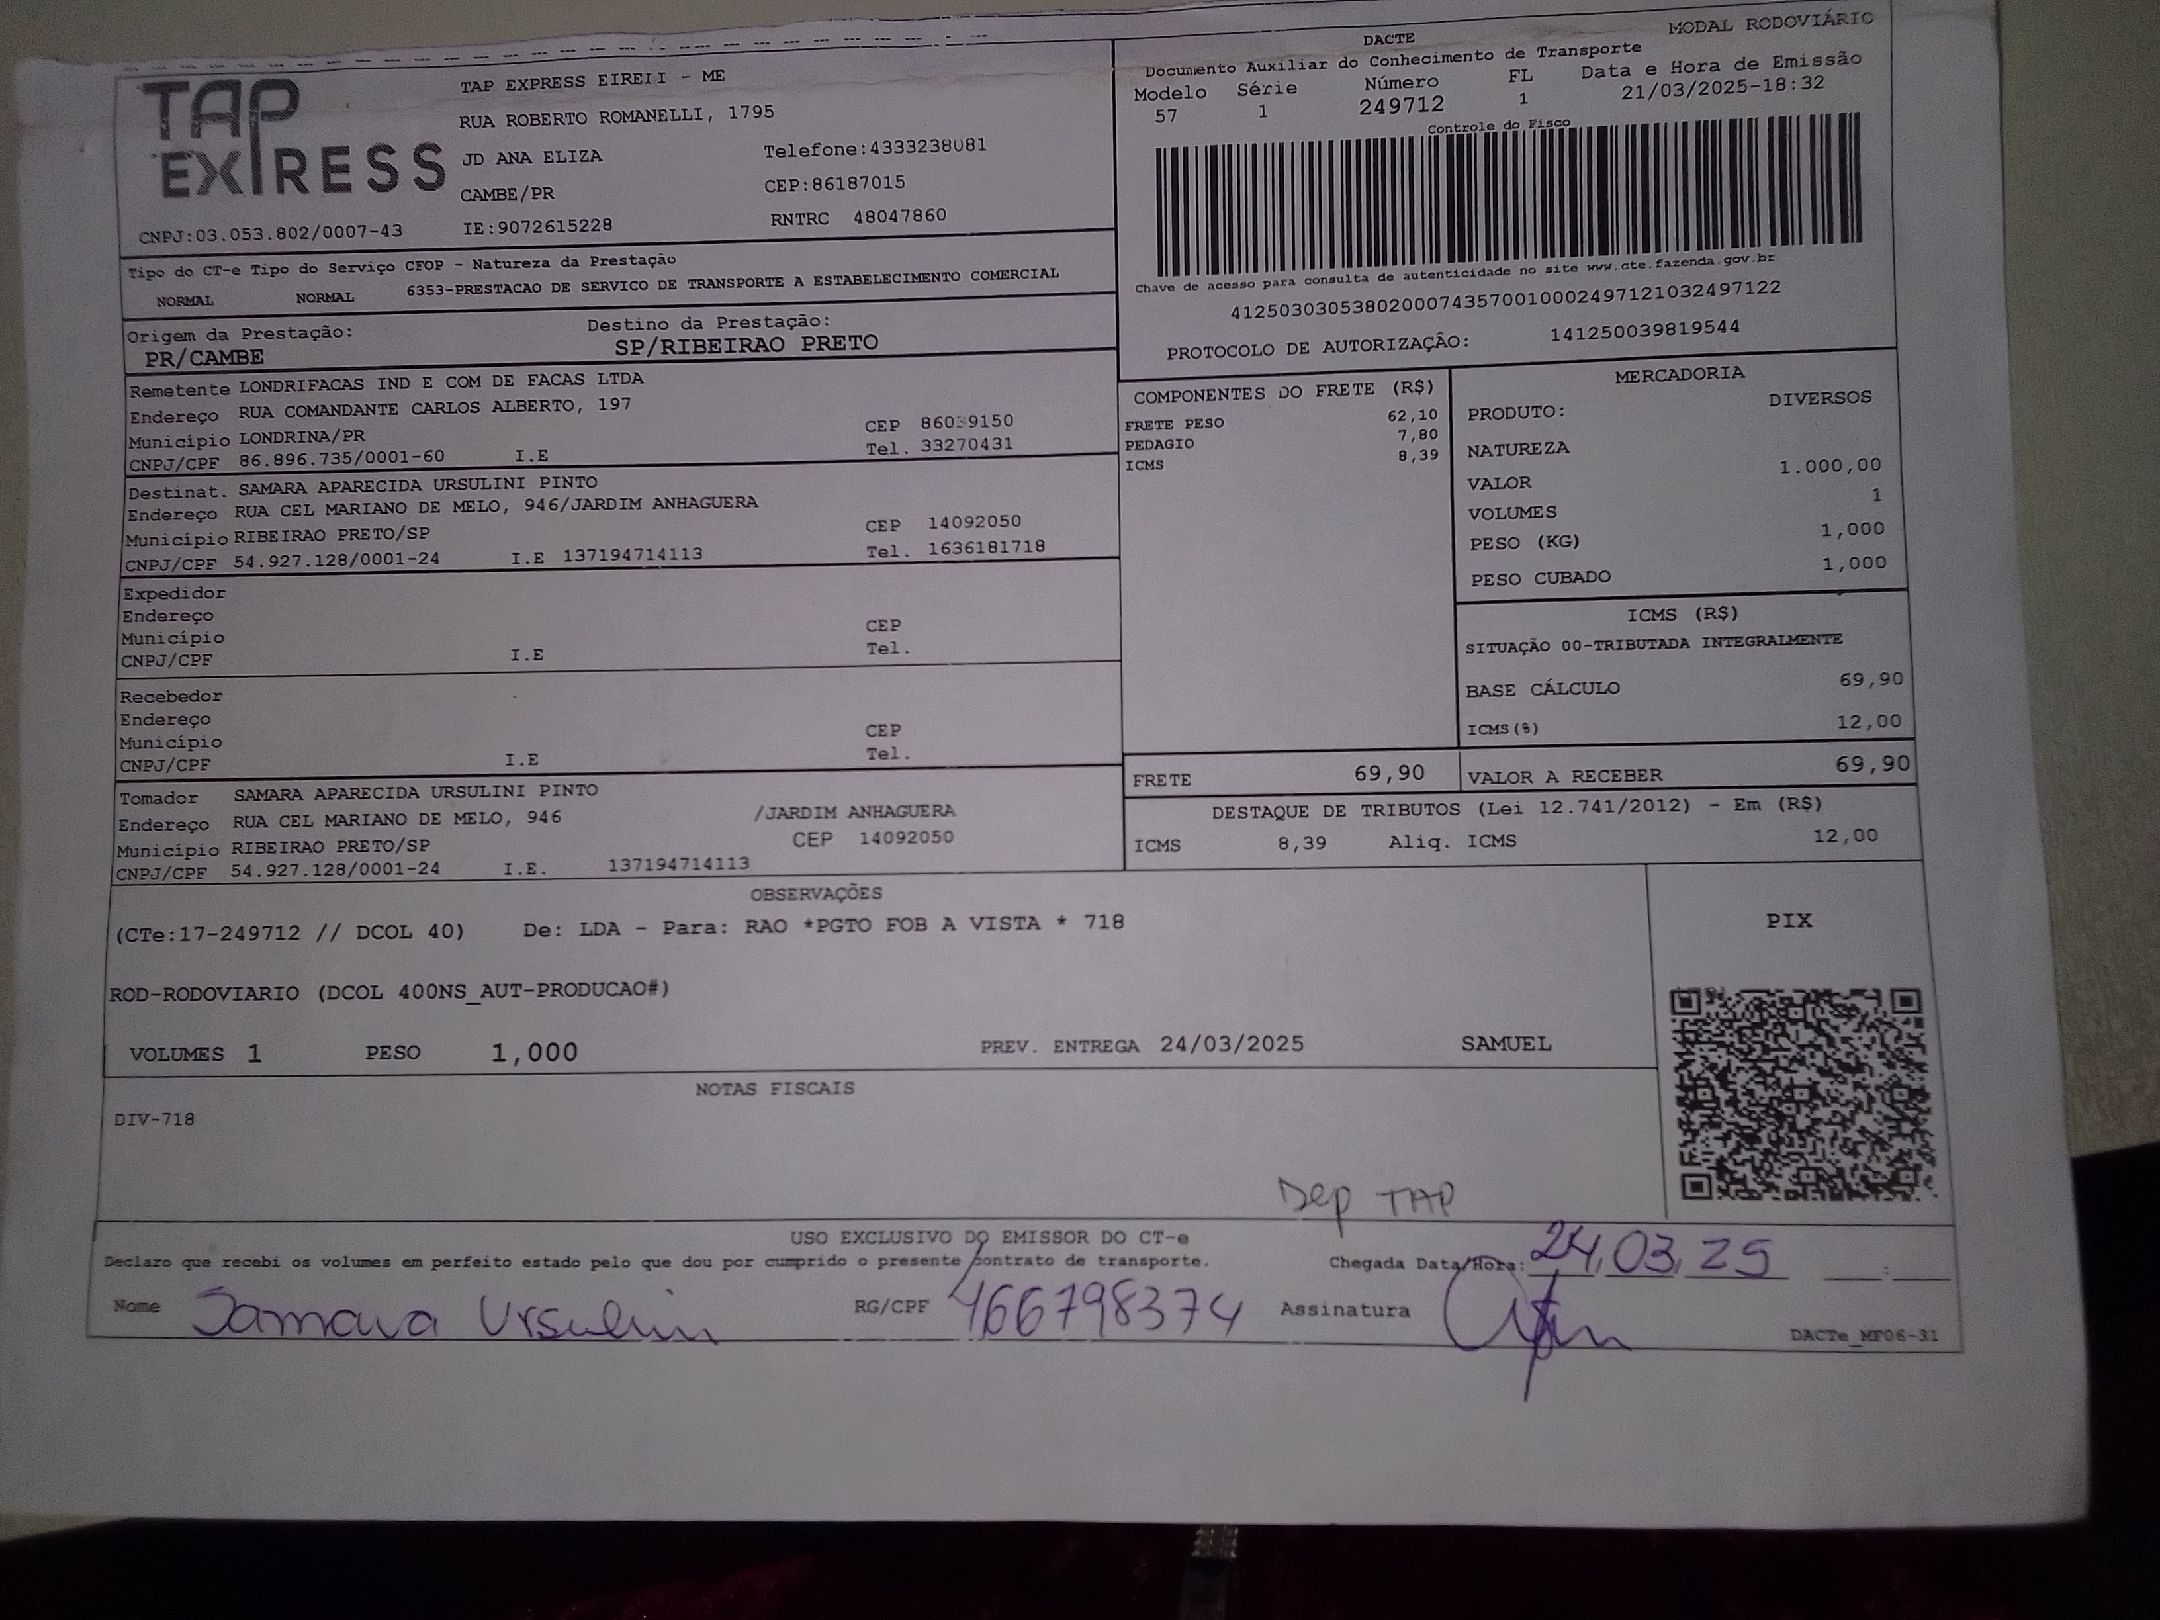 TAP
EXPRESS
TAP EXPRESS EIRELI - ME
RUA ROBERTO ROMANELLI, 1795
JD ANA ELIZA Telefone:4333238081
CAMBE/PR CEP:86187015
CNPJ:03.053.802/0007-43 IE:9072615228 RNTRC 48047860
DACTE MODAL RODOVIÁRIO
Documento Auxiliar do Conhecimento de Transporte
Modelo Série Número FL Data e Hora de Emissão
57 1 249712 1 21/03/2025-18:32
Controle do Fisco
Chave de acesso para consulta de autenticidade no site www.cte.fazenda.gov.br
41250303053802000743570010002497121032497122
PROTOCOLO DE AUTORIZAÇÂO: 141250039819544
Tipo do CT-e Tipo do Serviço CFOP - Natureza da Prestação
NORMAL NORMAL 6353-PRESTACAO DE SERVICO DE TRANSPORTE A ESTABELECIMENTO COMERCIAL
Origem da Prestação: Destino da Prestação:
PR/CAMBE SP/RIBEIRAO PRETO
Remetente LONDRIFACAS IND E COM DE FACAS LTDA
Endereço RUA COMANDANTE CARLOS ALBERTO, 197
Município LONDRINA/PR CEP 86039150
CNPJ/CPF 86.896.735/0001-60 I.E Tel. 33270431
Destinat. SAMARA APARECIDA URSULINI PINTO
Endereço RUA CEL MARIANO DE MELO, 946/JARDIM ANHAGUERA
Município RIBEIRAO PRETO/SP CEP 14092050
CNPJ/CPF 54.927.128/0001-24 I.E 137194714113 Tel. 1636181718
Expedidor
Endereço
Município CEP
CNPJ/CPF I.E Tel.
Recebedor
Endereço
Município CEP
CNPJ/CPF I.E Tel.
Tomador SAMARA APARECIDA URSULINI PINTO
Endereço RUA CEL MARIANO DE MELO, 946 /JARDIM ANHAGUERA
Município RIBEIRAO PRETO/SP CEP 14092050
CNPJ/CPF 54.927.128/0001-24 I.E. 137194714113
COMPONENTES DO FRETE (R$)
FRETE PESO 62,10
PEDAGIO 7,80
ICMS 8,39
MERCADORIA
PRODUTO: DIVERSOS
NATUREZA
VALOR 1.000,00
VOLUMES 1
PESO (KG) 1,000
PESO CUBADO 1,000
ICMS (R$)
SITUAÇÃO 00-TRIBUTADA INTEGRALMENTE
BASE CÁLCULO 69,90
ICMS(%) 12,00
FRETE 69,90 VALOR A RECEBER 69,90
DESTAQUE DE TRIBUTOS (Lei 12.741/2012) - Em (R$)
ICMS 8,39 Aliq. ICMS 12,00
OBSERVAÇÕES
(CTe:17-249712 // DCOL 40) De: LDA - Para: RAO *PGTO FOB A VISTA * 718
ROD-RODOVIARIO (DCOL 400NS_AUT-PRODUCAO#)
VOLUMES 1 PESO 1,000 PREV. ENTREGA 24/03/2025 SAMUEL
PIX
NOTAS FISCAIS
DIV-718
Dep TAP
USO EXCLUSIVO DO EMISSOR DO CT-e
Declaro que recebi os volumes em perfeito estado pelo que dou por cumprido o presente contrato de transporte. Chegada Data/Hora: 24.03.25 :
Nome Samara Ursulini RG/CPF 466798374 Assinatura
DACTe_MF06-31